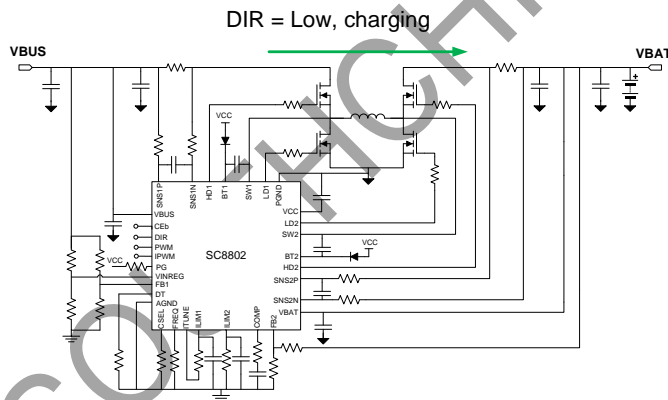 DIR = Low, charging
VBUS
VBAT
VCC
SNS1P
SNS1N
HD1
BT1
SW1
LD1
PGND
VBUS
CEb
DIR
PWM
IPWM
VCC
PG
VINREG
FB1
DT
AGND
SC8802
VCC
LD2
SW2
BT2
VCC
HD2
SNS2P
SNS2N
VBAT
CSEL
FREQ
ITUNE
ILIM1
ILIM2
COMP
FB2